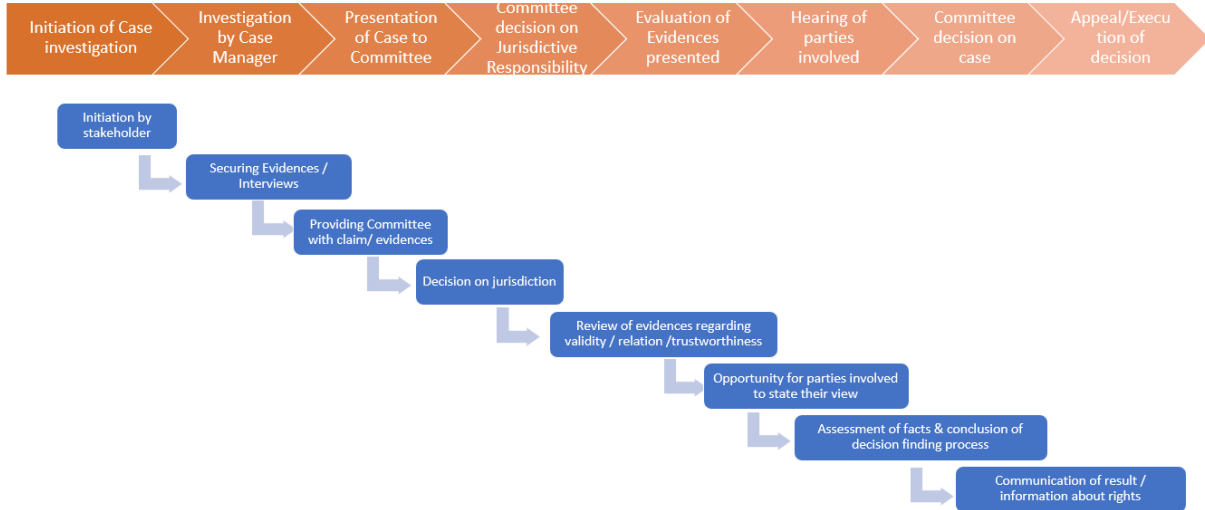 Initiation of Case
investigation
Investigation
by Case
Manager
Presentation
of Case to
Committee
Committee
decision on
Jurisdictive
Responsibility
Evaluation of
Evidences
presented
Hearing of
parties
involved
Committee
decision on
case
Appeal/Execu
tion of
decision
Initiation by
stakeholder
Securing Evidences /
Interviews
Providing Committee
with claim/ evidences
Decision on jurisdiction
Review of evidences regarding
validity / relation /trustworthiness
Opportunity for parties involved
to state their view
Assessment of facts & conclusion of
decision finding process
Communication of result /
information about rights